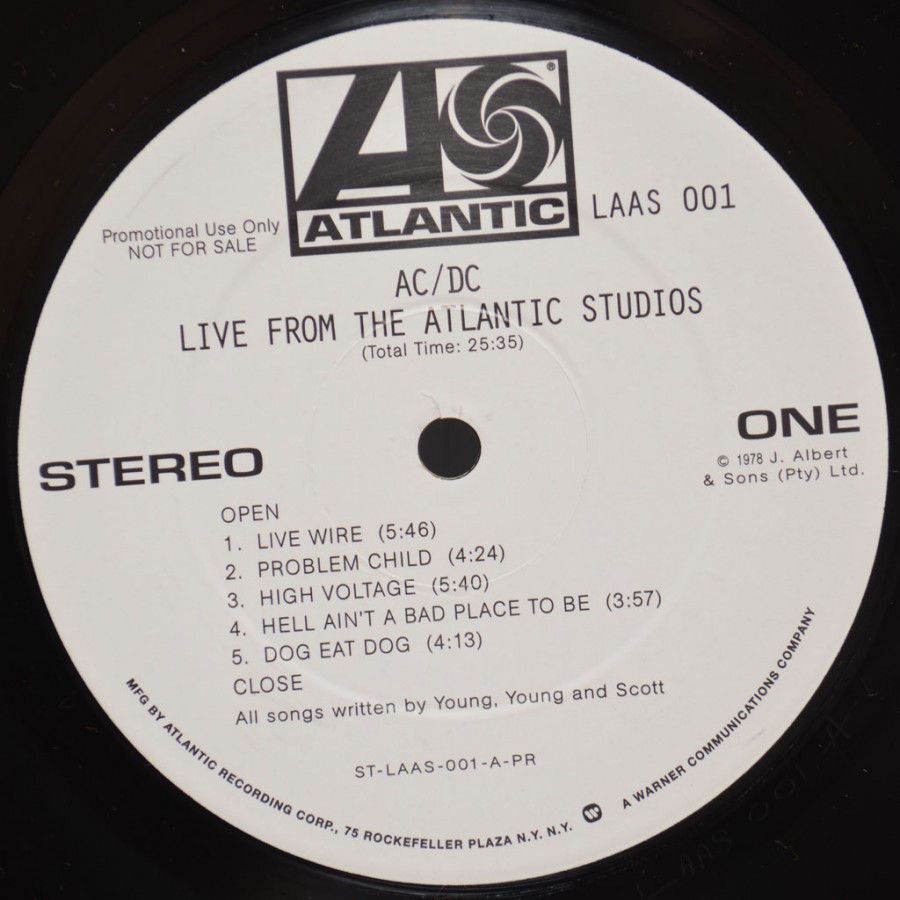 ®
ATLANTIC
LAAS 001
Promotional Use Only
NOT FOR SALE
AC/DC
LIVE FROM THE ATLANTIC STUDIOS
(Total Time: 25:35)
STEREO
ONE
© 1978 J. Albert
& Sons (Pty) Ltd.
OPEN
1. LIVE WIRE (5:46)
2. PROBLEM CHILD (4:24)
3. HIGH VOLTAGE (5:40)
4. HELL AIN'T A BAD PLACE TO BE (3:57)
5. DOG EAT DOG (4:13)
CLOSE
All songs written by Young, Young and Scott
ST-LAAS-001-A-PR
MFG BY ATLANTIC RECORDING CORP., 75 ROCKEFELLER PLAZA N.Y. N.Y. A WARNER COMMUNICATIONS COMPANY
LAAS 001 A